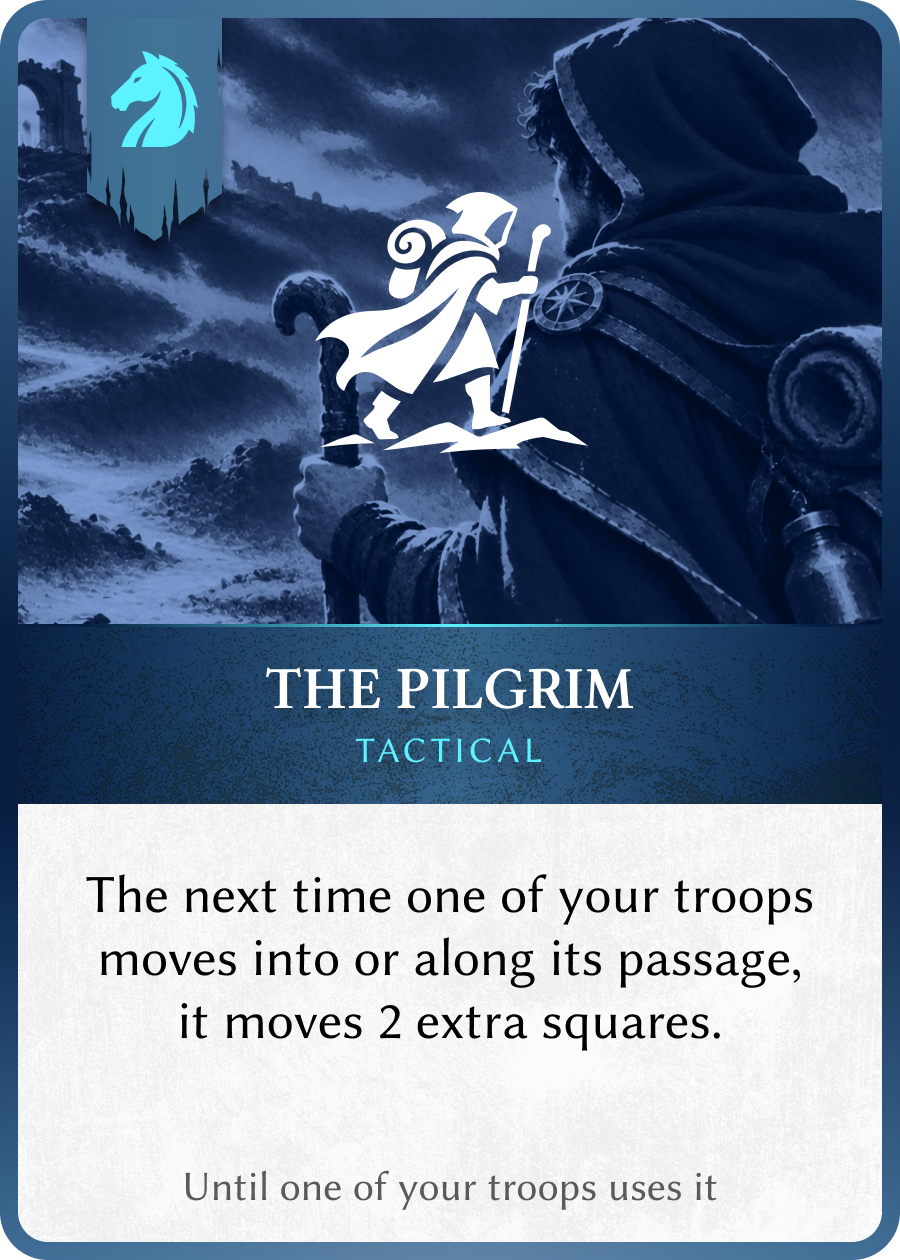 THE PILGRIM
TACTICAL
The next time one of your troops
moves into or along its passage,
it moves 2 extra squares.
Until one of your troops uses it